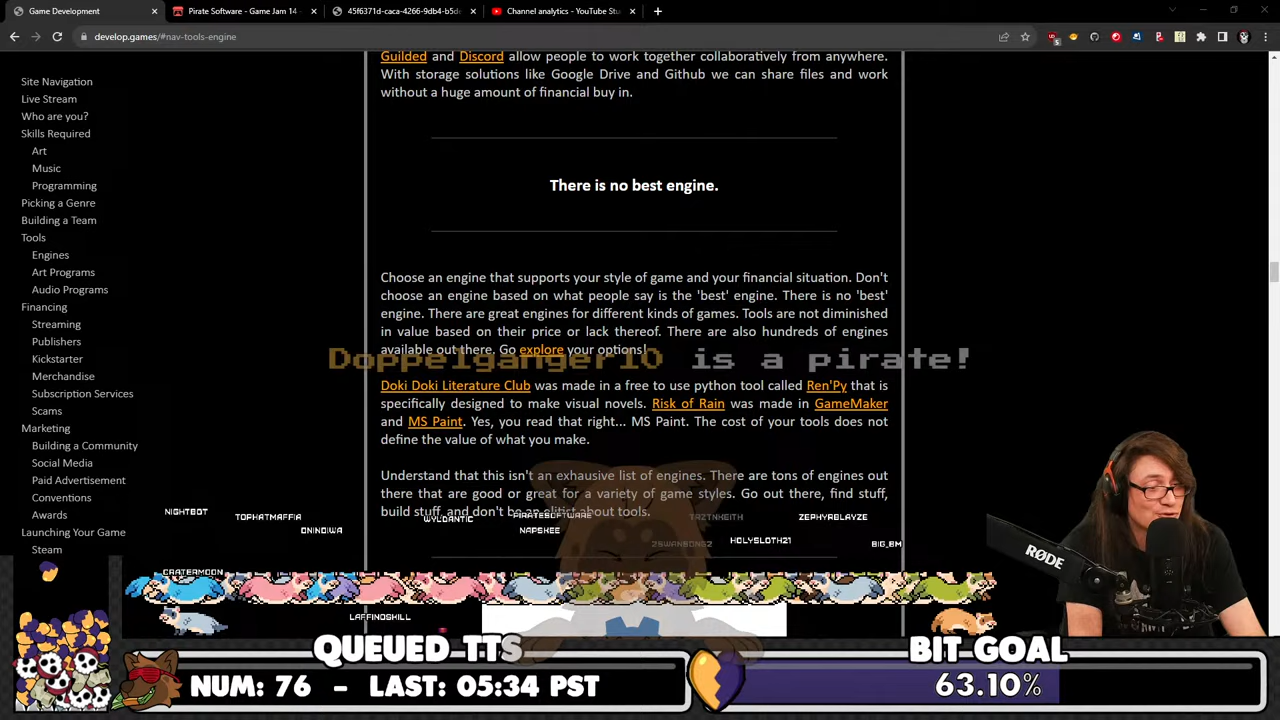 Game Development
Pirate Software - Game Jam 14 -
45f6371d-caca-4266-9db4-b5de
Channel analytics - YouTube Stu
develop.games/#nav-tools-engine
Site Navigation
Live Stream
Who are you?
Skills Required
Art
Music
Programming
Picking a Genre
Building a Team
Tools
Engines
Art Programs
Audio Programs
Financing
Streaming
Publishers
Kickstarter
Merchandise
Subscription Services
Scams
Marketing
Building a Community
Social Media
Paid Advertisement
Conventions
Awards
Launching Your Game
Steam
Guilded and Discord allow people to work together collaboratively from anywhere.
With storage solutions like Google Drive and Github we can share files and work
without a huge amount of financial buy in.
There is no best engine.
Choose an engine that supports your style of game and your financial situation. Don't
choose an engine based on what people say is the 'best' engine. There is no 'best'
engine. There are great engines for different kinds of games. Tools are not diminished
in value based on their price or lack thereof. There are also hundreds of engines
available out there. Go explore your options!
Doppelganger10 is a pirate!
Doki Doki Literature Club was made in a free to use python tool called Ren'Py that is
specifically designed to make visual novels. Risk of Rain was made in GameMaker
and MS Paint. Yes, you read that right... MS Paint. The cost of your tools does not
define the value of what you make.
Understand that this isn't an exhausive list of engines. There are tons of engines out
there that are good or great for a variety of game styles. Go out there, find stuff,
build stuff, and don't be an elitist about tools.
NIGHTBOT
TOPHATMAFFIA
ONINOIWA
WYLDANTIC
PIRATESOFTWARE
NAPSKEE
TRZTNKEITH
ZSWANSONGZ
HOLYSLOTH21
ZEPHYRBLAYZE
BIG_BM
CRATERMOON
LAFFINGSKILL
RØDE
QUEUED TTS
NUM: 76 - LAST: 05:34 PST
BIT GOAL
63.10%